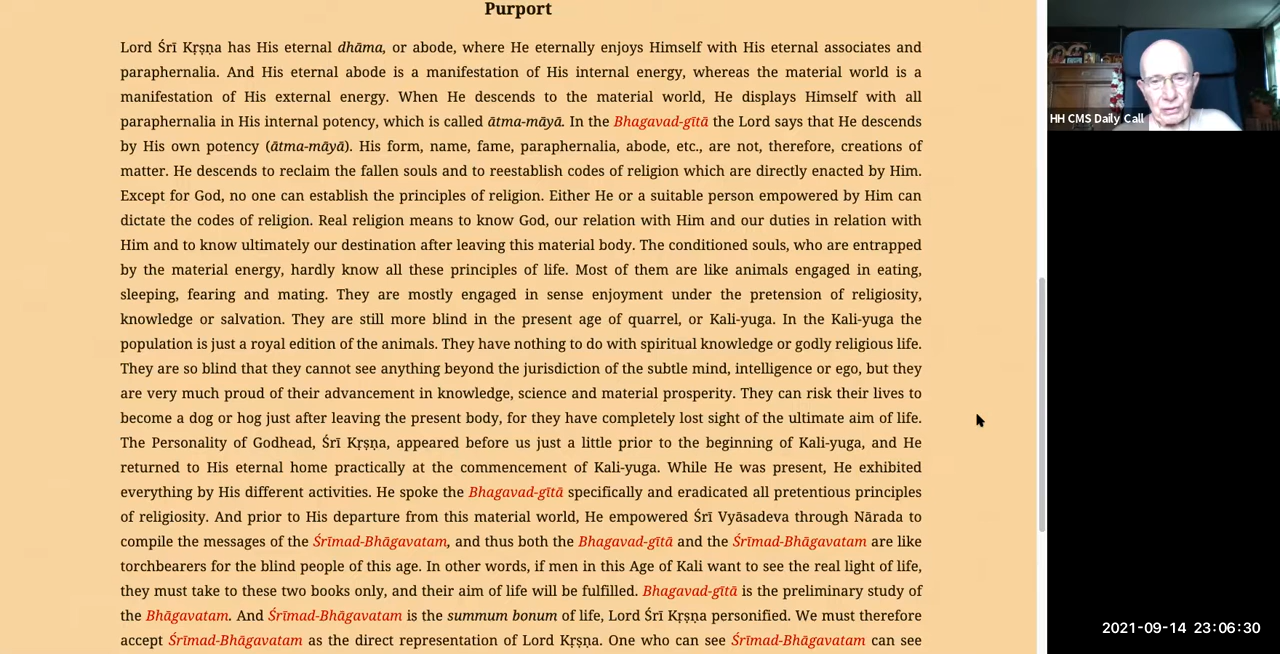 Purport
Lord Śrī Kṛṣṇa has His eternal dhāma, or abode, where He eternally enjoys Himself with His eternal associates and
paraphernalia. And His eternal abode is a manifestation of His internal energy, whereas the material world is a
manifestation of His external energy. When He descends to the material world, He displays Himself with all
paraphernalia in His internal potency, which is called ātma-māyā. In the Bhagavad-gītā the Lord says that He descends
by His own potency (ātma-māyā). His form, name, fame, paraphernalia, abode, etc., are not, therefore, creations of
matter. He descends to reclaim the fallen souls and to reestablish codes of religion which are directly enacted by Him.
Except for God, no one can establish the principles of religion. Either He or a suitable person empowered by Him can
dictate the codes of religion. Real religion means to know God, our relation with Him and our duties in relation with
Him and to know ultimately our destination after leaving this material body. The conditioned souls, who are entrapped
by the material energy, hardly know all these principles of life. Most of them are like animals engaged in eating,
sleeping, fearing and mating. They are mostly engaged in sense enjoyment under the pretension of religiosity,
knowledge or salvation. They are still more blind in the present age of quarrel, or Kali-yuga. In the Kali-yuga the
population is just a royal edition of the animals. They have nothing to do with spiritual knowledge or godly religious life.
They are so blind that they cannot see anything beyond the jurisdiction of the subtle mind, intelligence or ego, but they
are very much proud of their advancement in knowledge, science and material prosperity. They can risk their lives to
become a dog or hog just after leaving the present body, for they have completely lost sight of the ultimate aim of life.
The Personality of Godhead, Śrī Kṛṣṇa, appeared before us just a little prior to the beginning of Kali-yuga, and He
returned to His eternal home practically at the commencement of Kali-yuga. While He was present, He exhibited
everything by His different activities. He spoke the Bhagavad-gītā specifically and eradicated all pretentious principles
of religiosity. And prior to His departure from this material world, He empowered Śrī Vyāsadeva through Nārada to
compile the messages of the Śrīmad-Bhāgavatam, and thus both the Bhagavad-gītā and the Śrīmad-Bhāgavatam are like
torchbearers for the blind people of this age. In other words, if men in this Age of Kali want to see the real light of life,
they must take to these two books only, and their aim of life will be fulfilled. Bhagavad-gītā is the preliminary study of
the Bhāgavatam. And Śrīmad-Bhāgavatam is the summum bonum of life, Lord Śrī Kṛṣṇa personified. We must therefore
accept Śrīmad-Bhāgavatam as the direct representation of Lord Kṛṣṇa. One who can see Śrīmad-Bhāgavatam can see
HH CMS Daily Call
2021-09-14 23:06:30